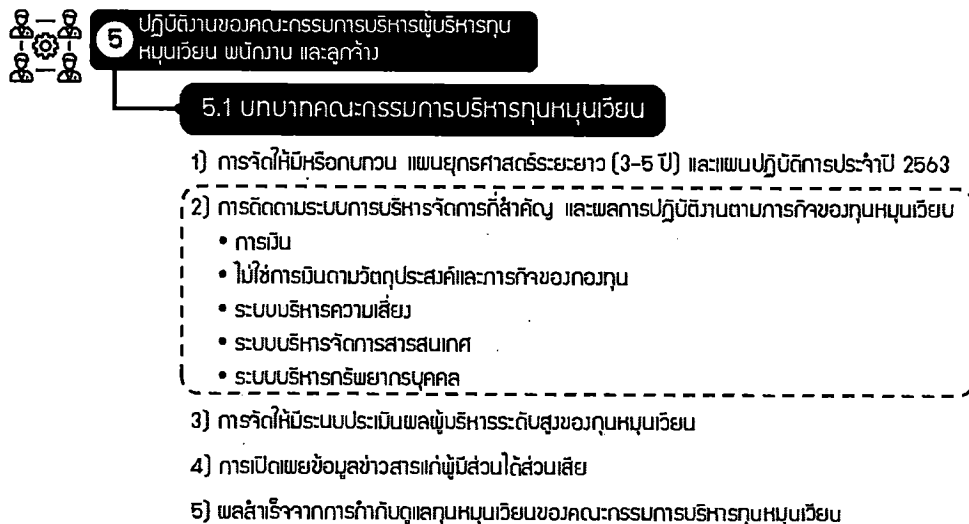 5 ปฏิบัติงานของคณะกรรมการบริหารผู้บริหารทุน
หมุนเวียน พนักงาน และลูกจ้าง
5.1 บทบาทคณะกรรมการบริหารทุนหมุนเวียน
1) การจัดให้มีหรือทบทวน แผนยุทธศาสตร์ระยะยาว (3-5 ปี) และแผนปฏิบัติการประจำปี 2563
2) การติดตามระบบการบริหารจัดการที่สำคัญ และผลการปฏิบัติงานตามภารกิจของทุนหมุนเวียน
• การเงิน
• ไม่ใช่การเงินตามวัตถุประสงค์และภารกิจของกองทุน
• ระบบบริหารความเสี่ยง
• ระบบบริหารจัดการสารสนเทศ
• ระบบบริหารทรัพยากรบุคคล
3) การจัดให้มีระบบประเมินผลผู้บริหารระดับสูงของทุนหมุนเวียน
4) การเปิดเผยข้อมูลข่าวสารแก่ผู้มีส่วนได้ส่วนเสีย
5) ผลสำเร็จจากการกำกับดูแลทุนหมุนเวียนของคณะกรรมการบริหารทุนหมุนเวียน